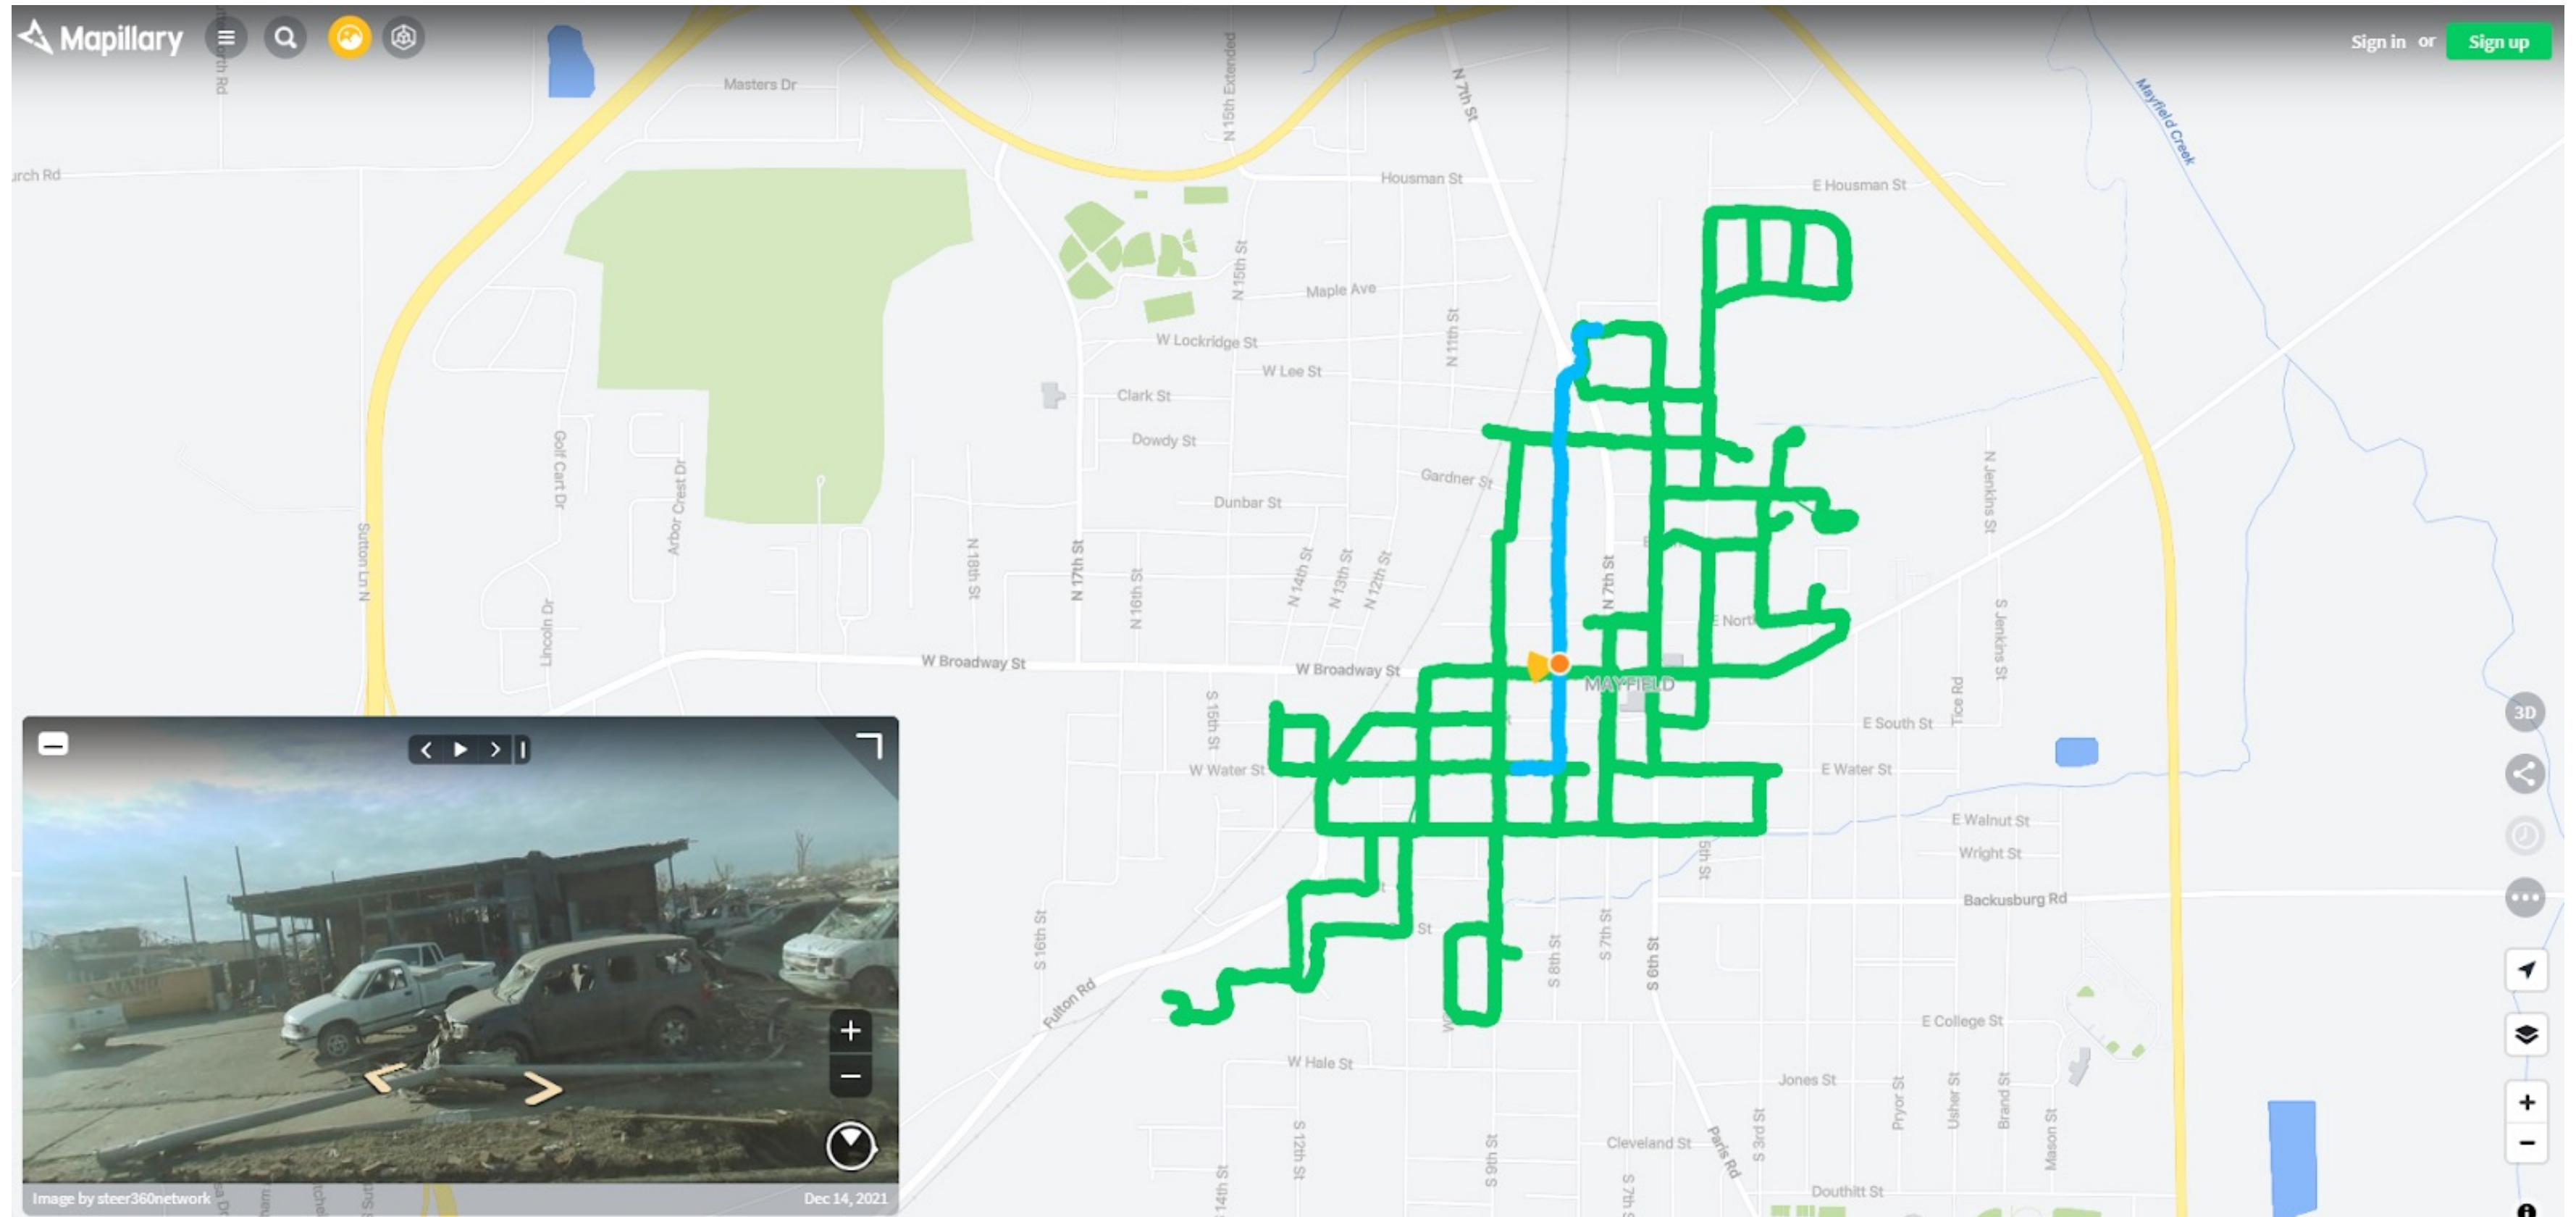 Mapillary
Sign in or Sign up
N 15th Extended
N 7th St
Mayfield Creek
Masters Dr
Housman St
E Housman St
N 15th St
Maple Ave
N 11th St
W Lockridge St
W Lee St
Clark St
Dowdy St
Gardner St
Dunbar St
Golf Cart Dr
Arbor Crest Dr
N Jenkins St
Sutton Ln N
N 18th St
N 17th St
N 16th St
N 14th St
N 13th St
N 12th St
N 7th St
Lincoln Dr
S Jenkins St
W Broadway St
W Broadway St
MAYFIELD
Tice Rd
3D
S 15th St
E South St
W Water St
E Water St
E Walnut St
5th St
Wright St
Backusburg Rd
S 16th St
St
S 8th St
S 7th St
S 6th St
Fulton Rd
E College St
W Hale St
Jones St
Pryor St
Usher St
Brand St
Mason St
S 3rd St
Cleveland St
Paris Rd
S 12th St
S 9th St
S 14th St
S 7th St
Douthitt St
Image by steer360network
Dec 14, 2021